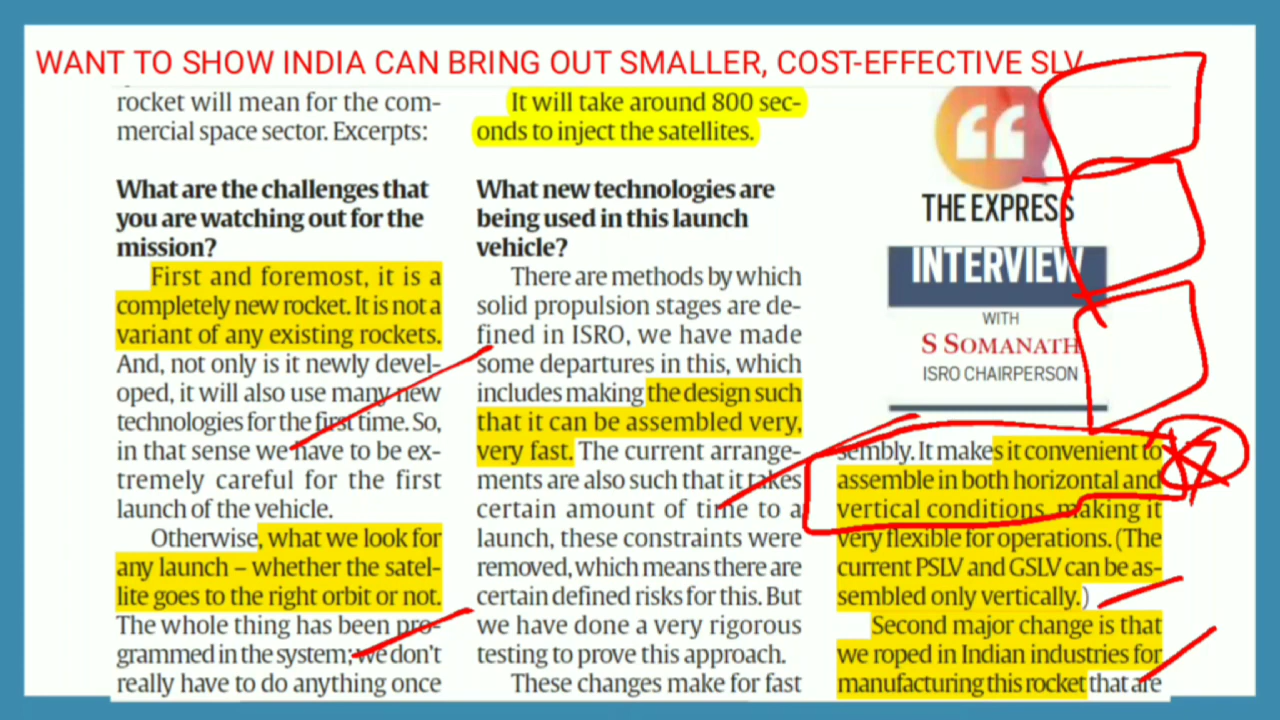 WANT TO SHOW INDIA CAN BRING OUT SMALLER, COST-EFFECTIVE SLV
rocket will mean for the com-
mercial space sector. Excerpts:
What are the challenges that
you are watching out for the
mission?
First and foremost, it is a
completely new rocket. It is not a
variant of any existing rockets.
And, not only is it newly devel-
oped, it will also use many new
technologies for the first time. So,
in that sense we have to be ex-
tremely careful for the first
launch of the vehicle.
Otherwise, what we look for
any launch – whether the satel-
lite goes to the right orbit or not.
The whole thing has been pro-
grammed in the system; we don't
really have to do anything once
It will take around 800 sec-
onds to inject the satellites.
What new technologies are
being used in this launch
vehicle?
There are methods by which
solid propulsion stages are de-
fined in ISRO, we have made
some departures in this, which
includes making the design such
that it can be assembled very,
very fast. The current arrange-
ments are also such that it takes
certain amount of time to a
launch, these constraints were
removed, which means there are
certain defined risks for this. But
we have done a very rigorous
testing to prove this approach.
These changes make for fast
THE EXPRESS
INTERVIEW
WITH
S SOMANATH
ISRO CHAIRPERSON
sembly. It makes it convenient to
assemble in both horizontal and
vertical conditions, making it
very flexible for operations. (The
current PSLV and GSLV can be as-
sembled only vertically.)
Second major change is that
we roped in Indian industries for
manufacturing this rocket that are